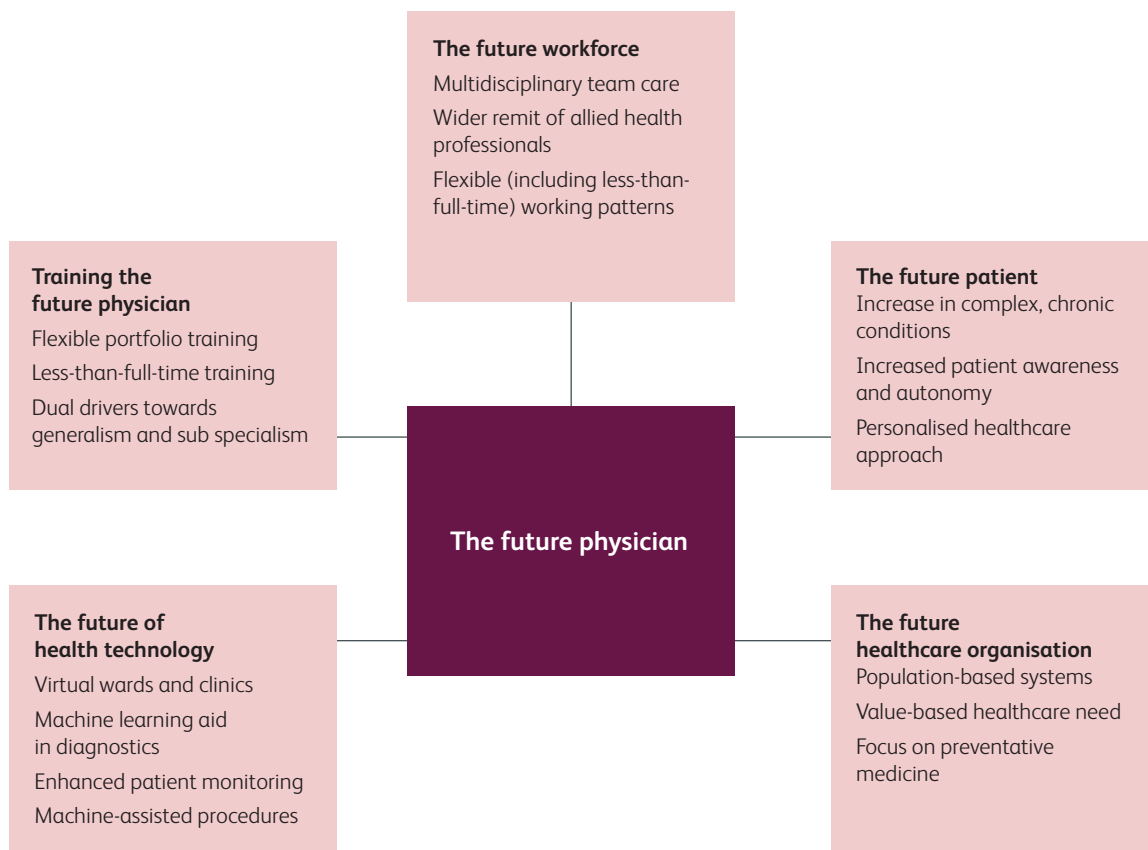 The future workforce
Multidisciplinary team care
Wider remit of allied health
professionals
Flexible (including less-than-
full-time) working patterns
Training the
future physician
Flexible portfolio training
Less-than-full-time training
Dual drivers towards
generalism and sub specialism
The future patient
Increase in complex, chronic
conditions
Increased patient awareness
and autonomy
Personalised healthcare
approach
The future physician
The future of
health technology
Virtual wards and clinics
Machine learning aid
in diagnostics
Enhanced patient monitoring
Machine-assisted procedures
The future
healthcare organisation
Population-based systems
Value-based healthcare need
Focus on preventative
medicine